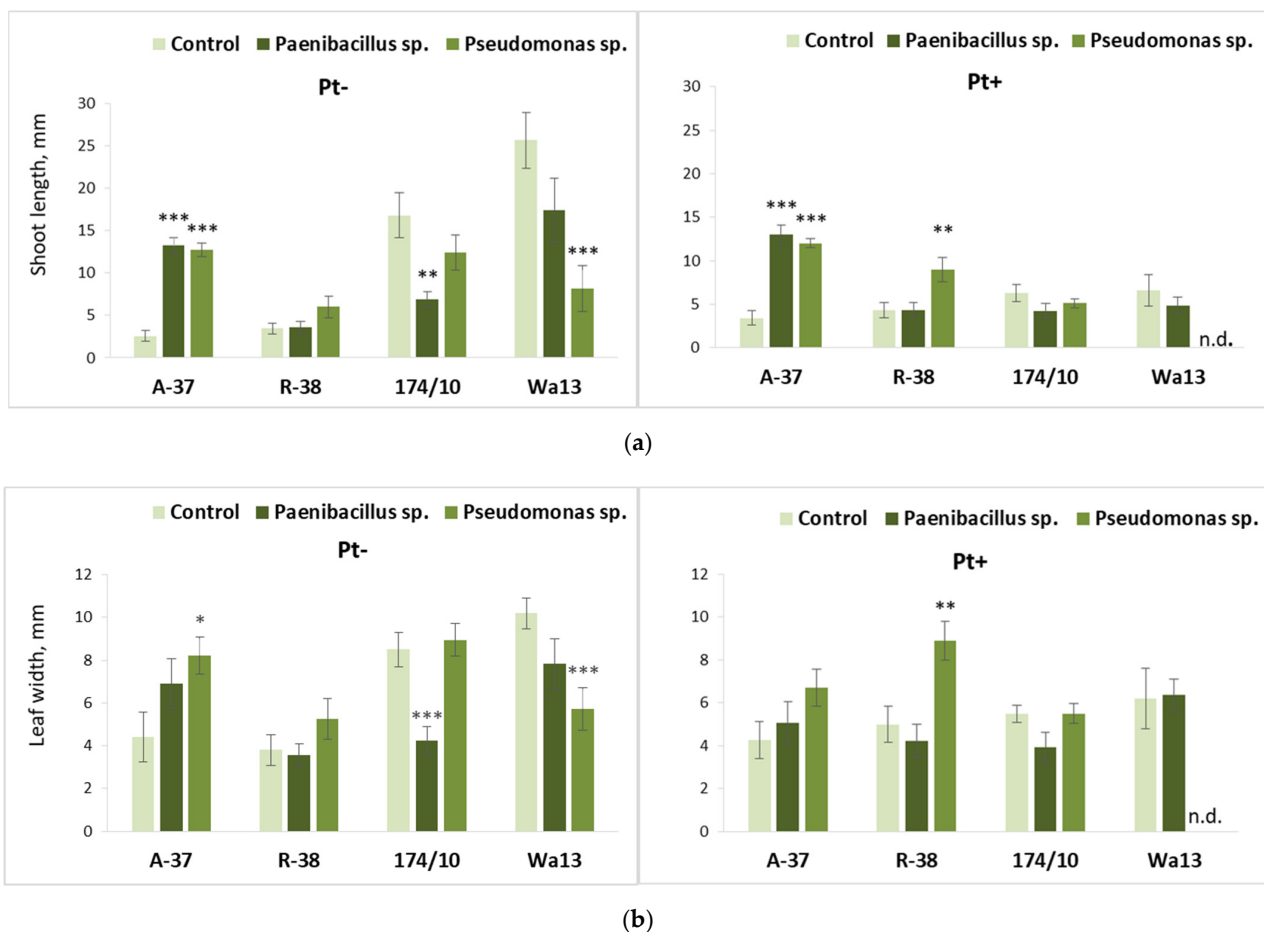 Control Paenibacillus sp. Pseudomonas sp.
Pt-
Shoot length, mm
30
25
20
15
10
5
0
*** *** ** ***
A-37 R-38 174/10 Wa13
Control Paenibacillus sp. Pseudomonas sp.
Pt+
30
25
20
15
10
5
0
*** *** ** n.d.
A-37 R-38 174/10 Wa13
(a)
Control Paenibacillus sp. Pseudomonas sp.
Pt-
Leaf width, mm
12
10
8
6
4
2
0
* *** ***
A-37 R-38 174/10 Wa13
Control Paenibacillus sp. Pseudomonas sp.
Pt+
12
10
8
6
4
2
0
** n.d.
A-37 R-38 174/10 Wa13
(b)